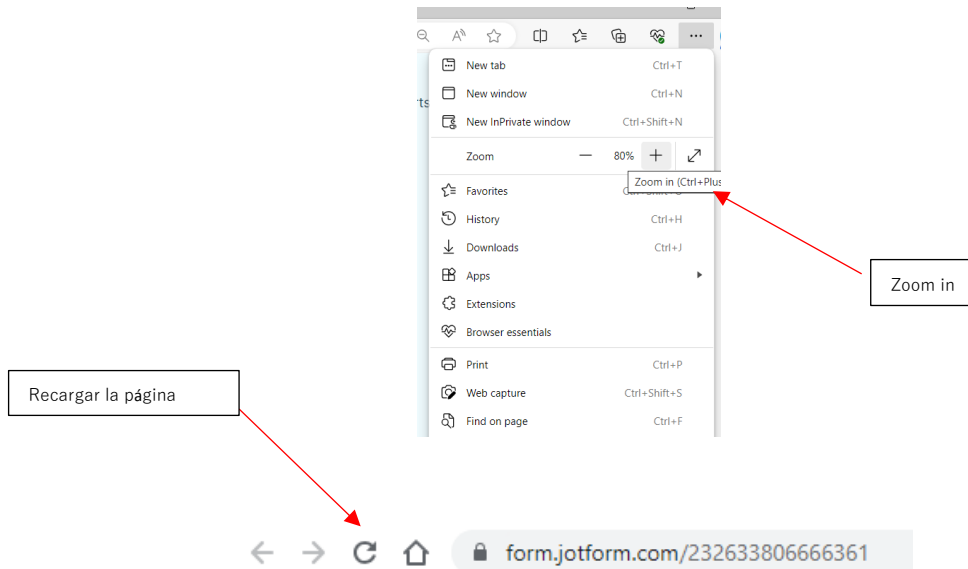 rts
New tab Ctrl+T
New window Ctrl+N
New InPrivate window Ctrl+Shift+N
Zoom 80%
Zoom in (Ctrl+Plus
Favorites
History Ctrl+H
Downloads Ctrl+J
Apps
Extensions
Browser essentials
Print Ctrl+P
Web capture Ctrl+Shift+S
Find on page Ctrl+F
Zoom in
Recargar la página
form.jotform.com/232633806666361